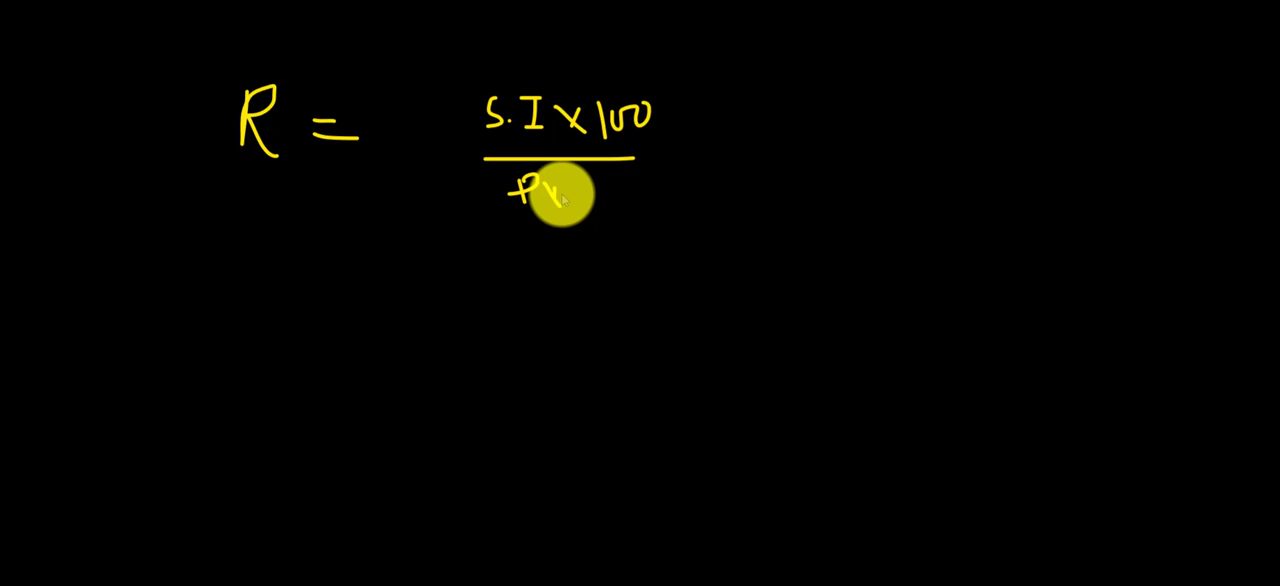 R = S.I × 100
P ×